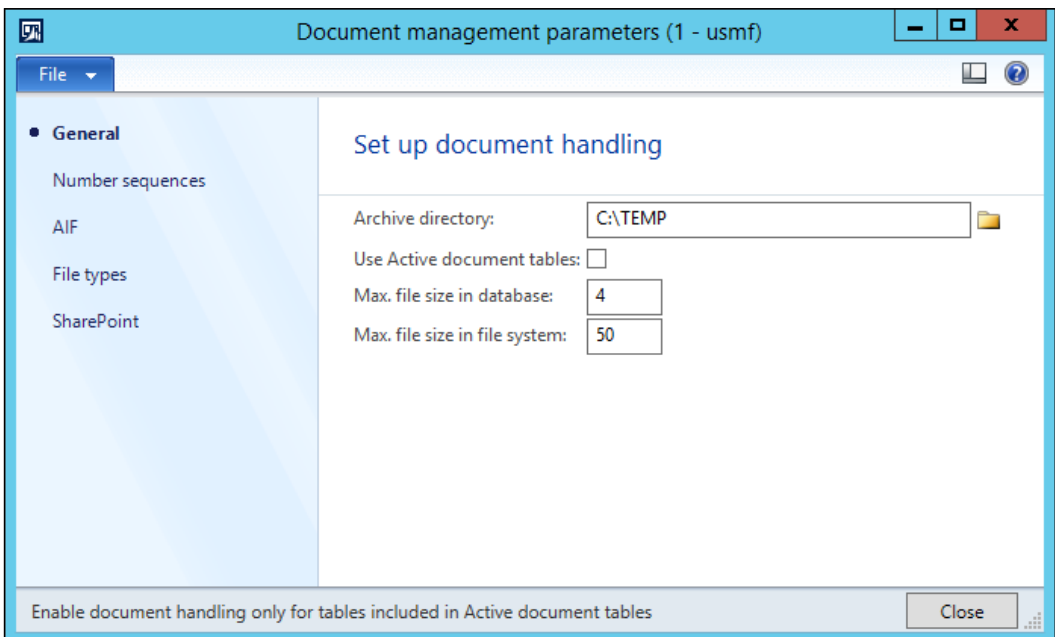 Document management parameters (1 - usmf)
File
General
Number sequences
AIF
File types
SharePoint
Set up document handling
Archive directory: C:\TEMP
Use Active document tables:
Max. file size in database: 4
Max. file size in file system: 50
Enable document handling only for tables included in Active document tables
Close